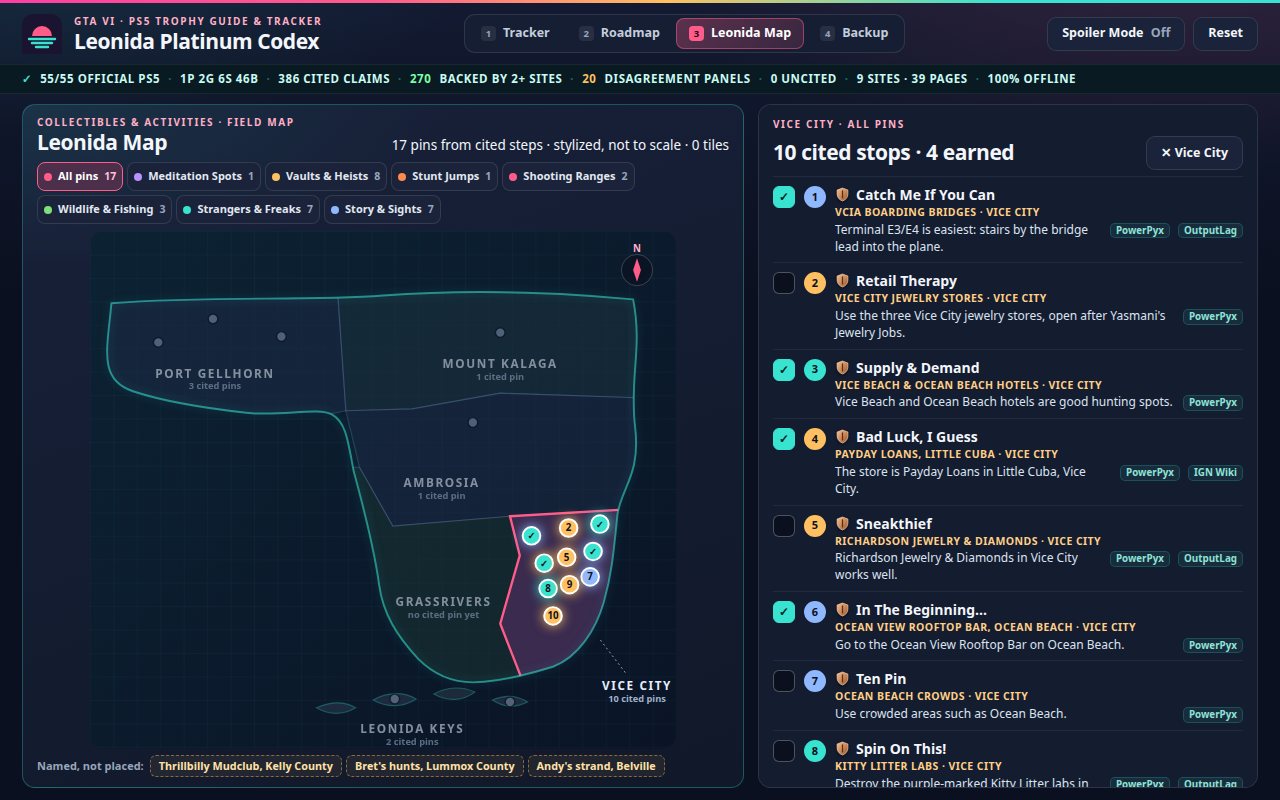 GTA VI · PS5 TROPHY GUIDE & TRACKER
Leonida Platinum Codex
1 Tracker
2 Roadmap
3 Leonida Map
4 Backup
Spoiler Mode Off
Reset
✓ 55/55 OFFICIAL PS5 · 1P 2G 6S 46B · 386 CITED CLAIMS · 270 BACKED BY 2+ SITES · 20 DISAGREEMENT PANELS · 0 UNCITED · 9 SITES · 39 PAGES · 100% OFFLINE
COLLECTIBLES & ACTIVITIES · FIELD MAP
Leonida Map
17 pins from cited steps · stylized, not to scale · 0 tiles
All pins 17
Meditation Spots 1
Vaults & Heists 8
Stunt Jumps 1
Shooting Ranges 2
Wildlife & Fishing 3
Strangers & Freaks 7
Story & Sights 7
N
PORT GELLHORN
3 cited pins
MOUNT KALAGA
1 cited pin
AMBROSIA
1 cited pin
✓
2
✓
✓
5
✓
7
8
9
10
GRASSRIVERS
no cited pin yet
VICE CITY
10 cited pins
LEONIDA KEYS
2 cited pins
Named, not placed:
Thrillbilly Mudclub, Kelly County
Bret's hunts, Lummox County
Andy's strand, Belville
VICE CITY · ALL PINS
10 cited stops · 4 earned
✕ Vice City
✓ 1 Catch Me If You Can
VCIA BOARDING BRIDGES · VICE CITY
Terminal E3/E4 is easiest: stairs by the bridge
lead into the plane.
PowerPyx
OutputLag
2 Retail Therapy
VICE CITY JEWELRY STORES · VICE CITY
Use the three Vice City jewelry stores, open after Yasmani's
Jewelry Jobs.
PowerPyx
✓ 3 Supply & Demand
VICE BEACH & OCEAN BEACH HOTELS · VICE CITY
Vice Beach and Ocean Beach hotels are good hunting spots.
PowerPyx
✓ 4 Bad Luck, I Guess
PAYDAY LOANS, LITTLE CUBA · VICE CITY
The store is Payday Loans in Little Cuba, Vice
City.
PowerPyx
IGN Wiki
5 Sneakthief
RICHARDSON JEWELRY & DIAMONDS · VICE CITY
Richardson Jewelry & Diamonds in Vice City
works well.
PowerPyx
OutputLag
✓ 6 In The Beginning...
OCEAN VIEW ROOFTOP BAR, OCEAN BEACH · VICE CITY
Go to the Ocean View Rooftop Bar on Ocean Beach.
PowerPyx
7 Ten Pin
OCEAN BEACH CROWDS · VICE CITY
Use crowded areas such as Ocean Beach.
PowerPyx
8 Spin On This!
KITTY LITTER LABS · VICE CITY
Destroy the purple-marked Kitty Litter labs in
PowerPyx
OutputLag